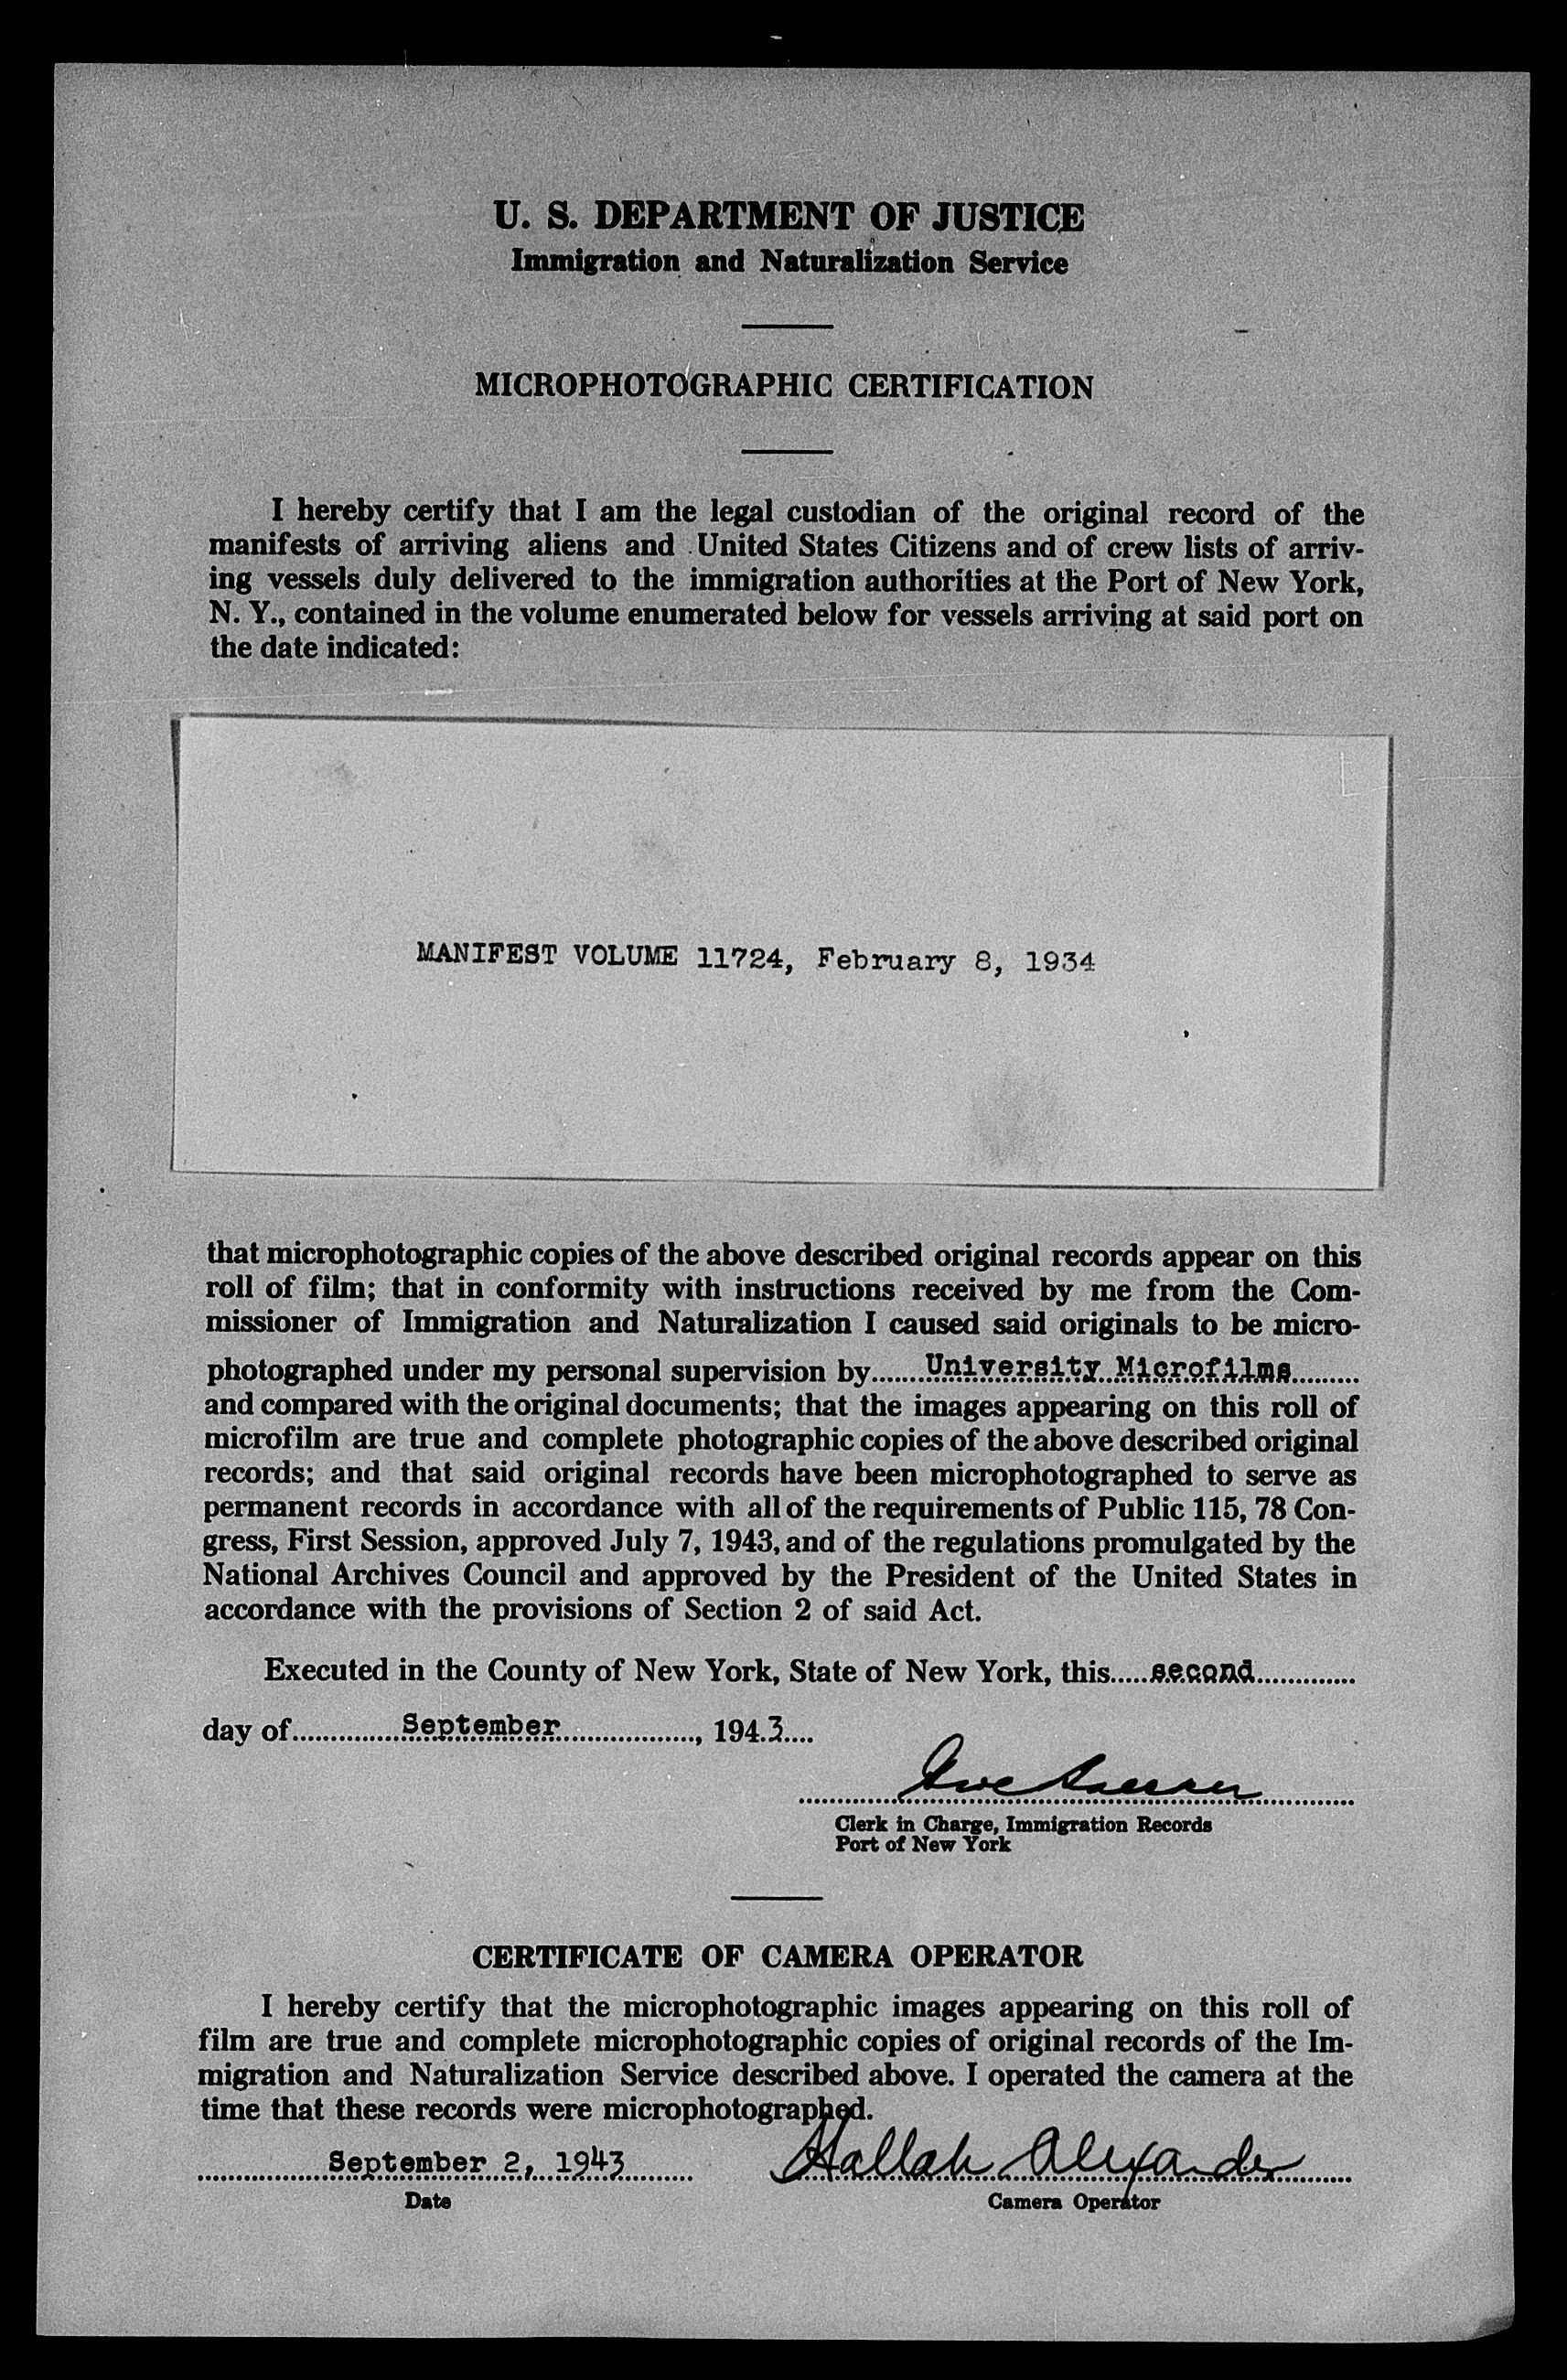 U. S. DEPARTMENT OF JUSTICE
Immigration and Naturalization Service
MICROPHOTOGRAPHIC CERTIFICATION
I hereby certify that I am the legal custodian of the original record of the
manifests of arriving aliens and United States Citizens and of crew lists of arriv-
ing vessels duly delivered to the immigration authorities at the Port of New York,
N. Y., contained in the volume enumerated below for vessels arriving at said port on
the date indicated:
MANIFEST VOLUME 11724, February 8, 1934
that microphotographic copies of the above described original records appear on this
roll of film; that in conformity with instructions received by me from the Com-
missioner of Immigration and Naturalization I caused said originals to be micro-
photographed under my personal supervision by.......University Microfilms.........
and compared with the original documents; that the images appearing on this roll of
microfilm are true and complete photographic copies of the above described original
records; and that said original records have been microphotographed to serve as
permanent records in accordance with all of the requirements of Public 115, 78 Con-
gress, First Session, approved July 7, 1943, and of the regulations promulgated by the
National Archives Council and approved by the President of the United States in
accordance with the provisions of Section 2 of said Act.
Executed in the County of New York, State of New York, this.....second.............
day of..............September.................., 194.3....
Clerk in Charge, Immigration Records
Port of New York
CERTIFICATE OF CAMERA OPERATOR
I hereby certify that the microphotographic images appearing on this roll of
film are true and complete microphotographic copies of original records of the Im-
migration and Naturalization Service described above. I operated the camera at the
time that these records were microphotographed.
September 2, 1943 Hallah Alexander
Date Camera Operator